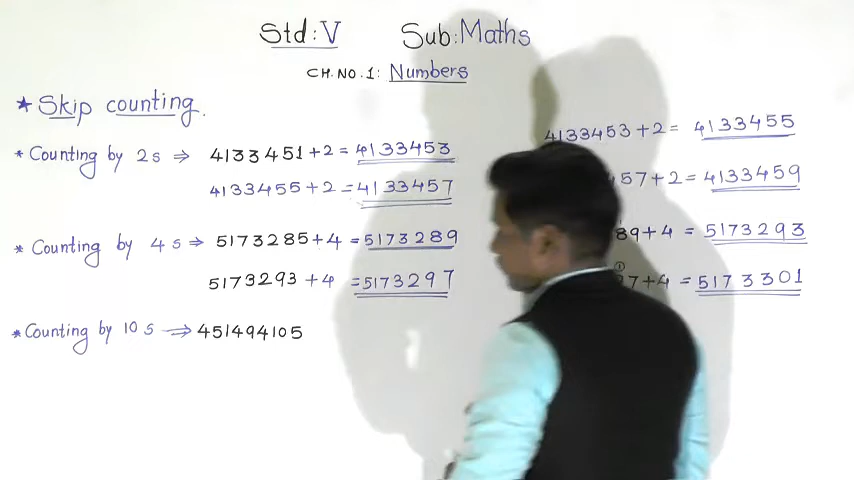 Std: V Sub: Maths
CH. NO. 1: Numbers
* Skip counting.
* Counting by 2s ⇒ 4133451+2 = 4133453
4133453+2 = 4133455
4133455+2 = 4133457
57+2 = 4133459
* Counting by 4s ⇒ 5173285+4 = 5173289
89+4 = 5173293
5173293+4 = 5173297
①
7+4 = 5173301
* Counting by 10s ⇒ 451494105